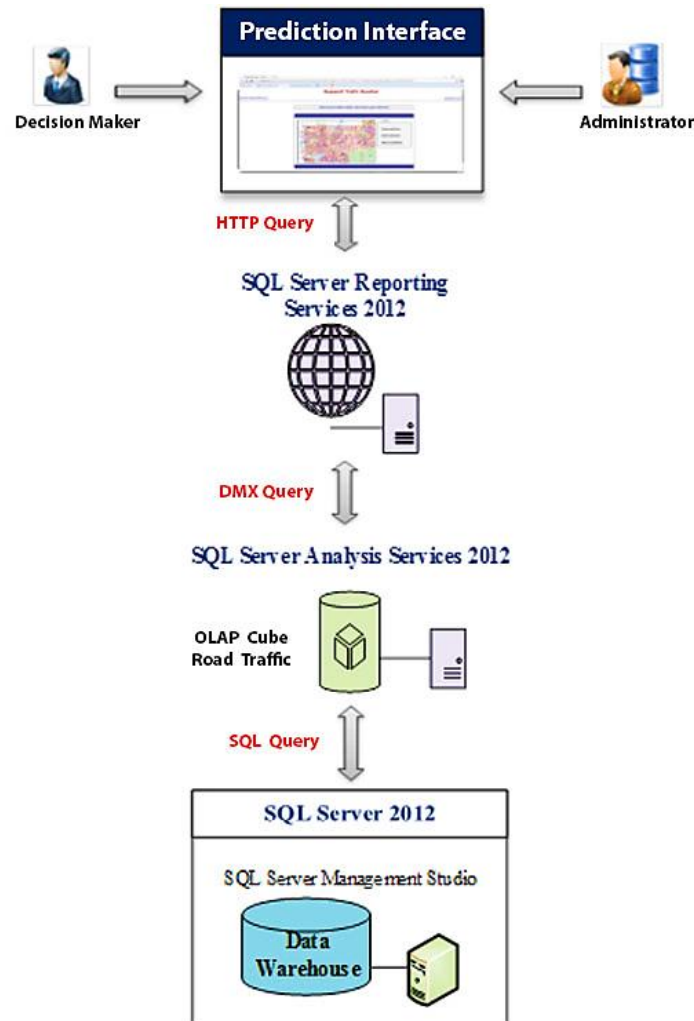 Prediction Interface
Decision Maker
Administrator
HTTP Query
SQL Server Reporting
Services 2012
DMX Query
SQL Server Analysis Services 2012
OLAP Cube
Road Traffic
SQL Query
SQL Server 2012
SQL Server Management Studio
Data
Warehouse